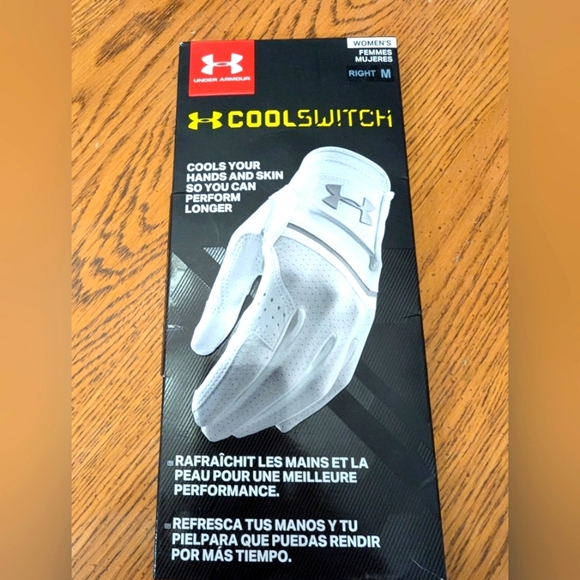 WOMEN'S
FEMMES
MUJERES
RIGHT M
UNDER ARMOUR
COOLSWITCH
COOLS YOUR
HANDS AND SKIN
SO YOU CAN
PERFORM
LONGER
RAFRAÎCHIT LES MAINS ET LA
PEAU POUR UNE MEILLEURE
PERFORMANCE.
REFRESCA TUS MANOS Y TU
PIELPARA QUE PUEDAS RENDIR
POR MÁS TIEMPO.